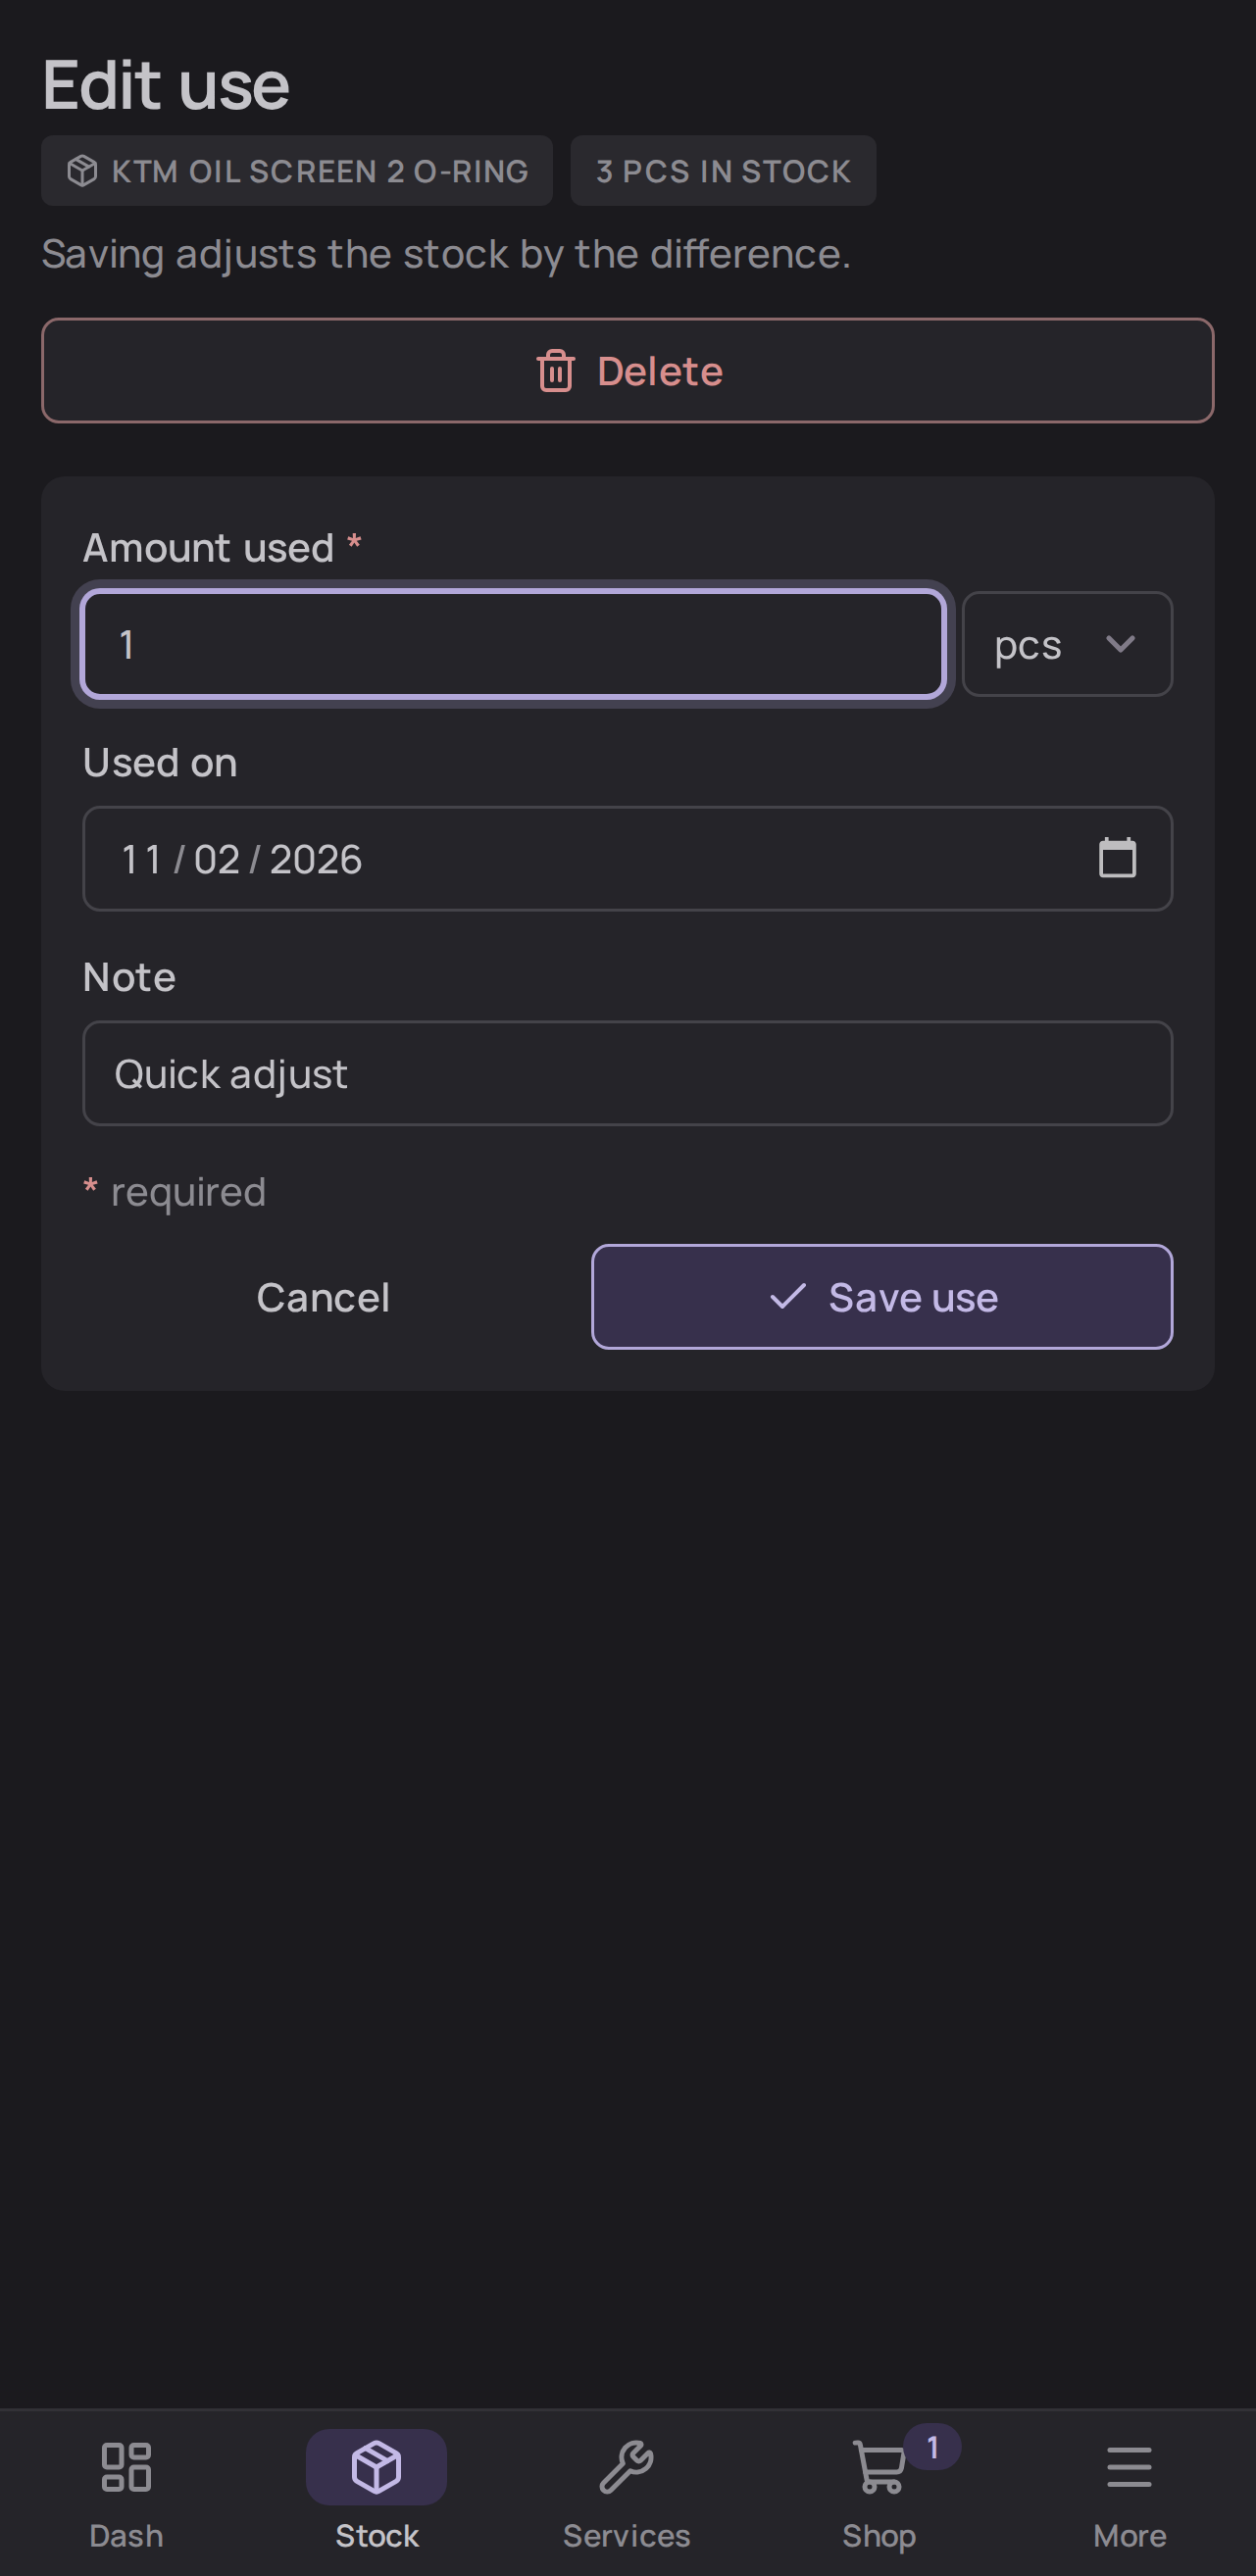 Edit use
KTM OIL SCREEN 2 O-RING 3 PCS IN STOCK
Saving adjusts the stock by the difference.
Delete
Amount used *
1 pcs
Used on
11/02/2026
Note
Quick adjust
* required
Cancel Save use
1
Dash Stock Services Shop More